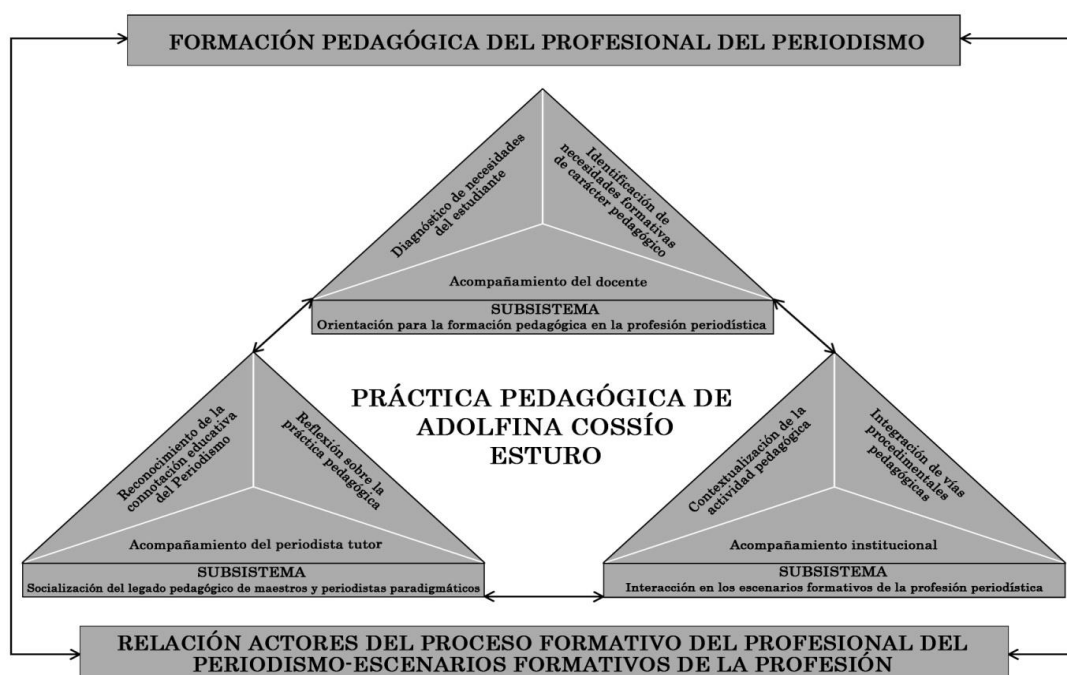 FORMACIÓN PEDAGÓGICA DEL PROFESIONAL DEL PERIODISMO
Diagnóstico de necesidades
del estudiante
Identificación de
necesidades formativas
de carácter pedagógico
Acompañamiento del docente
SUBSISTEMA
Orientación para la formación pedagógica en la profesión periodística
PRÁCTICA PEDAGÓGICA DE
ADOLFINA COSSÍO
ESTURO
Reconocimiento de la
connotación educativa
del Periodismo
Reflexión sobre la
práctica pedagógica
Acompañamiento del periodista tutor
SUBSISTEMA
Socialización del legado pedagógico de maestros y periodistas paradigmáticos
Contextualización de la
actividad pedagógica
Integración de vías
procedimentales
pedagógicas
Acompañamiento institucional
SUBSISTEMA
Interacción en los escenarios formativos de la profesión periodística
RELACIÓN ACTORES DEL PROCESO FORMATIVO DEL PROFESIONAL DEL
PERIODISMO-ESCENARIOS FORMATIVOS DE LA PROFESIÓN